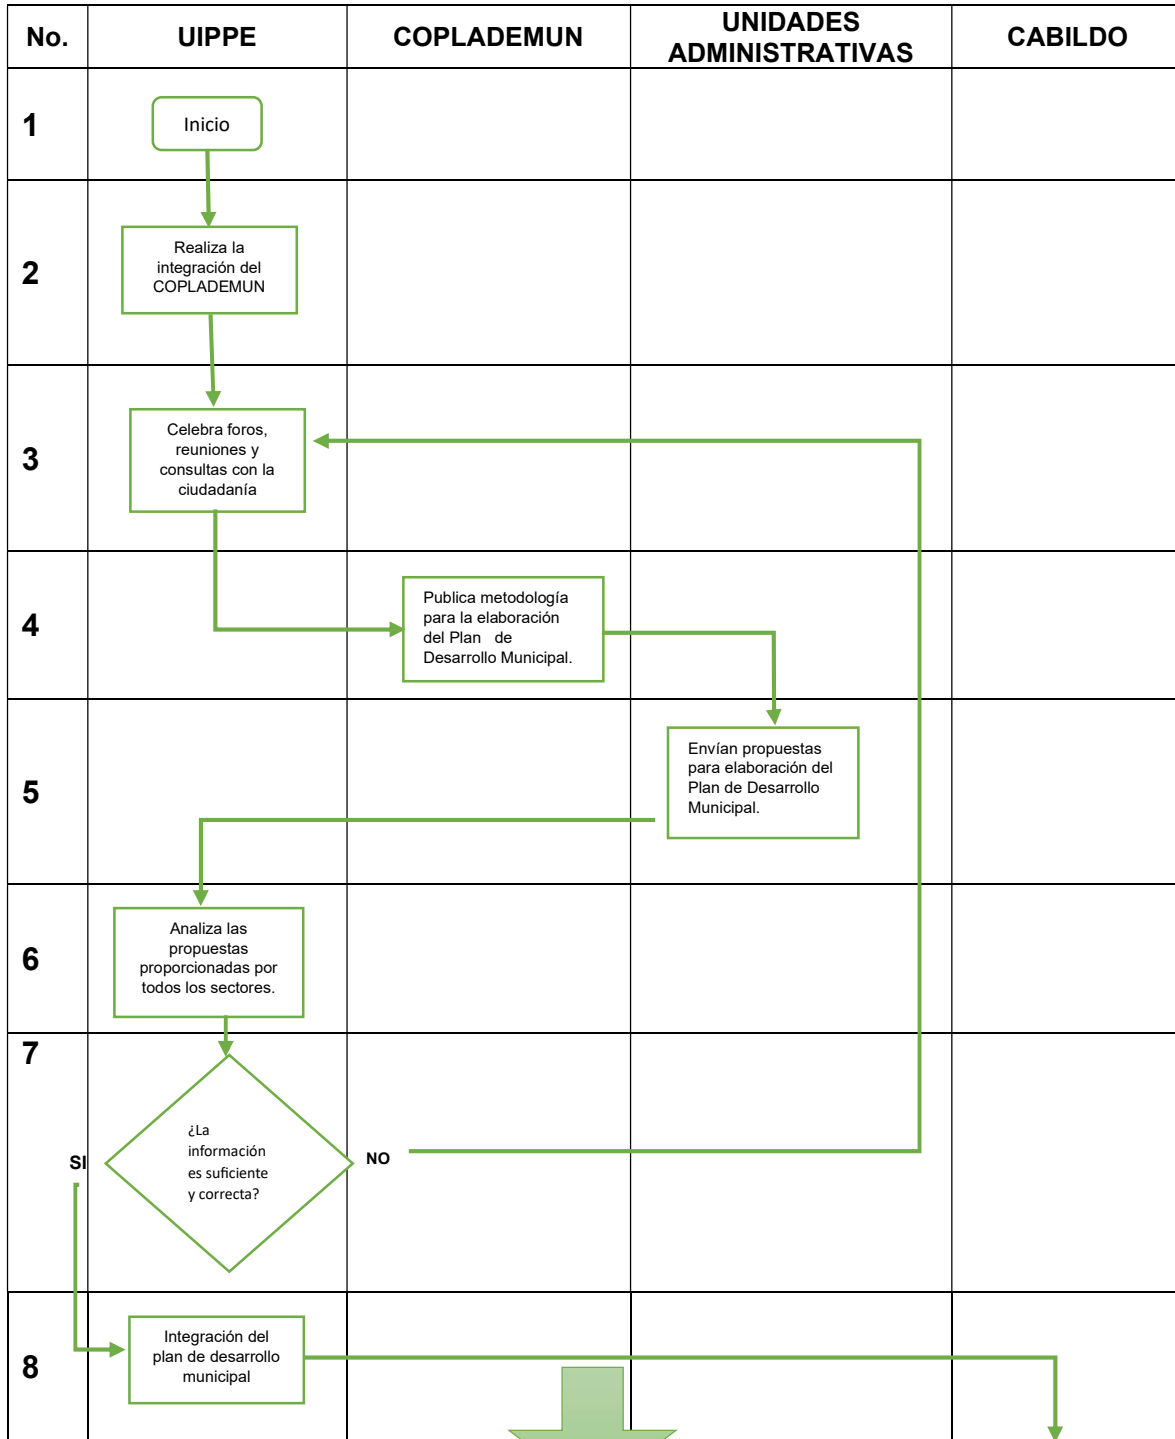 No.
UIPPE
COPLADEMUN
UNIDADES
ADMINISTRATIVAS
CABILDO
1
Inicio
2
Realiza la
integración del
COPLADEMUN
3
Celebra foros,
reuniones y
consultas con la
ciudadanía
4
Publica metodología
para la elaboración
del Plan de
Desarrollo Municipal.
5
Envían propuestas
para elaboración del
Plan de Desarrollo
Municipal.
6
Analiza las
propuestas
proporcionadas por
todos los sectores.
7
¿La
información
es suficiente
y correcta?
SI
NO
8
Integración del
plan de desarrollo
municipal